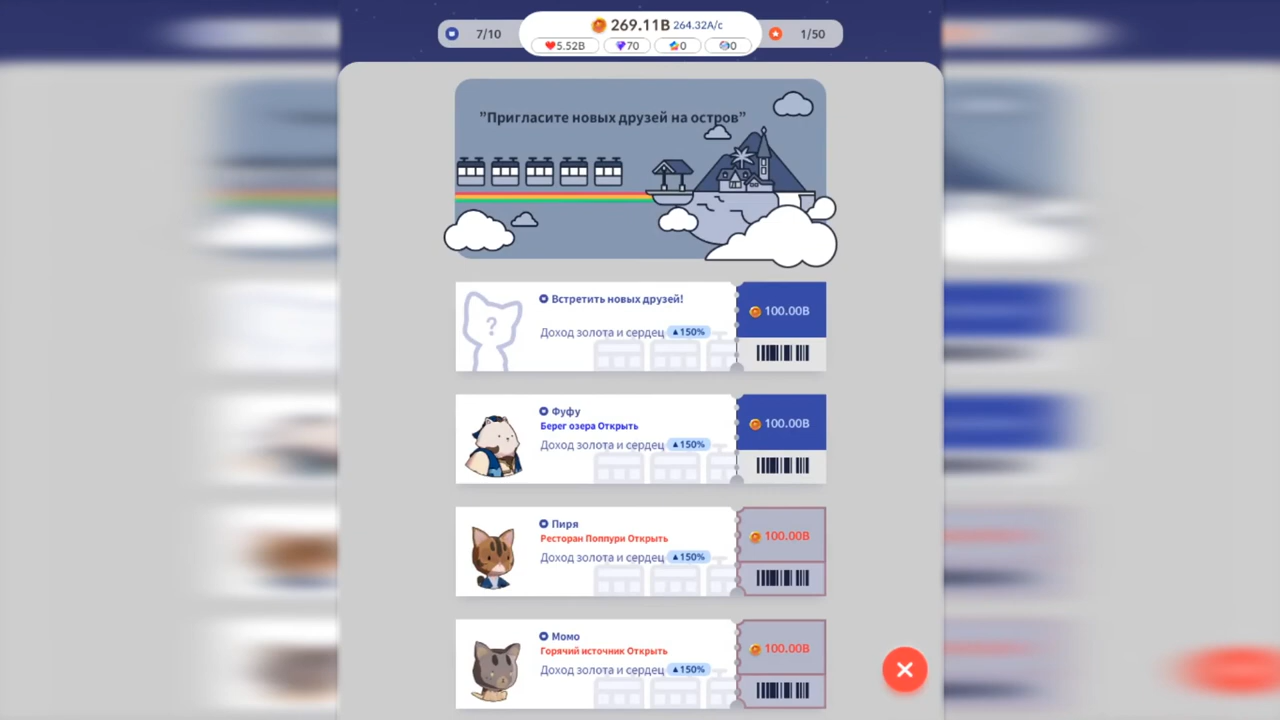 7/10
269.11B 264.32A/c
1/50
5.52B
70
0
0
"Пригласите новых друзей на остров"
Встретить новых друзей!
Доход золота и сердец ▲150%
100.00B
Фуфу
Берег озера Открыть
Доход золота и сердец ▲150%
100.00B
Пиря
Ресторан Поппури Открыть
Доход золота и сердец ▲150%
100.00B
Момо
Горячий источник Открыть
Доход золота и сердец ▲150%
100.00B